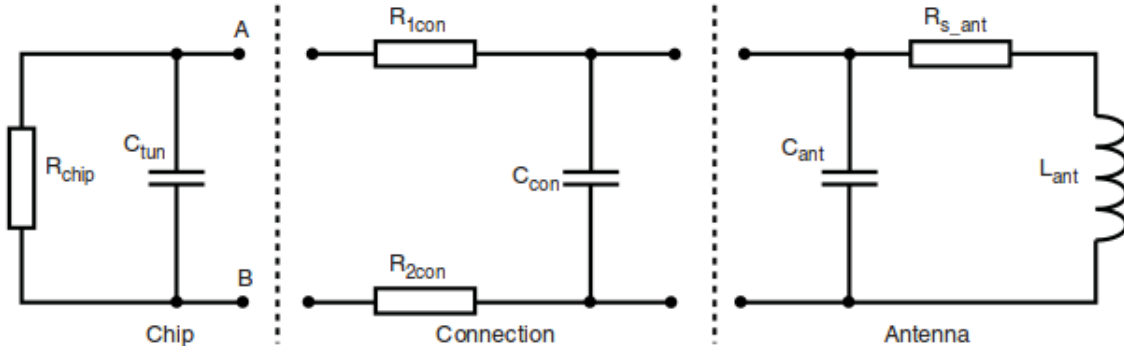 A
R1con
Rs_ant
Rchip
Ctun
Ccon
Cant
Lant
B
R2con
Chip
Connection
Antenna